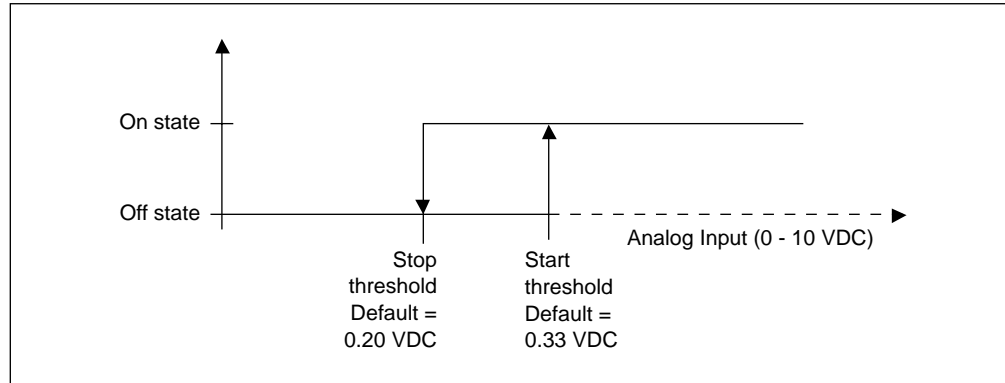 On state
Off state
Analog Input (0 - 10 VDC)
Stop
threshold
Default =
0.20 VDC
Start
threshold
Default =
0.33 VDC